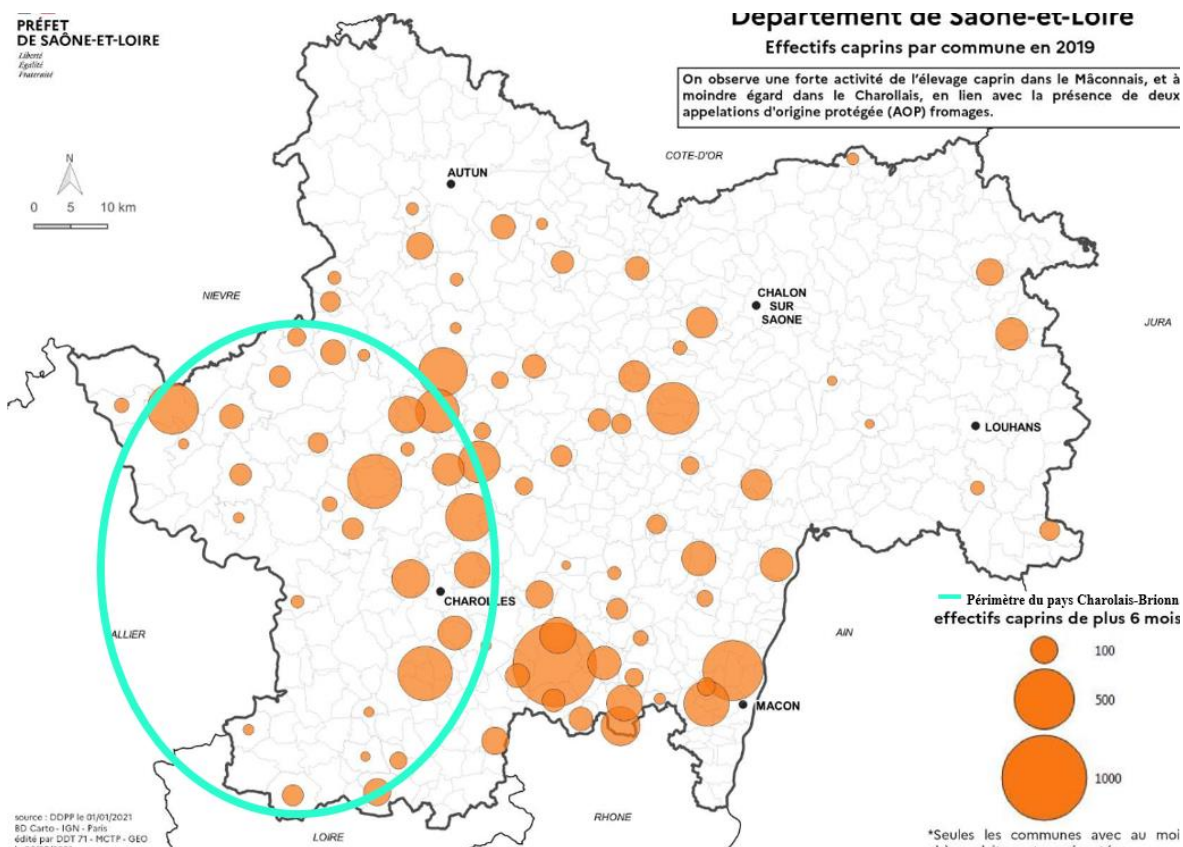 PRÉFET
DE SAÔNE-ET-LOIRE
Liberté
Égalité
Fraternité
Département de Saône-et-Loire
Effectifs caprins par commune en 2019
On observe une forte activité de l'élevage caprin dans le Mâconnais, et à
moindre égard dans le Charollais, en lien avec la présence de deux
appelations d'origine protégée (AOP) fromages.
COTE-D'OR
N
AUTUN
0 5 10 km
NIEVRE
CHALON
SUR
SAONE
JURA
LOUHANS
CHAROLLES
ALLIER
AIN
Périmètre du pays Charolais-Brionn
effectifs caprins de plus 6 mois
100
500
1000
MACON
RHONE
LOIRE
source : DDPP le 01/01/2021
BD Carto - IGN - Paris
édité par DDT 71 - MCTP - GEO
*Seules les communes avec au moi